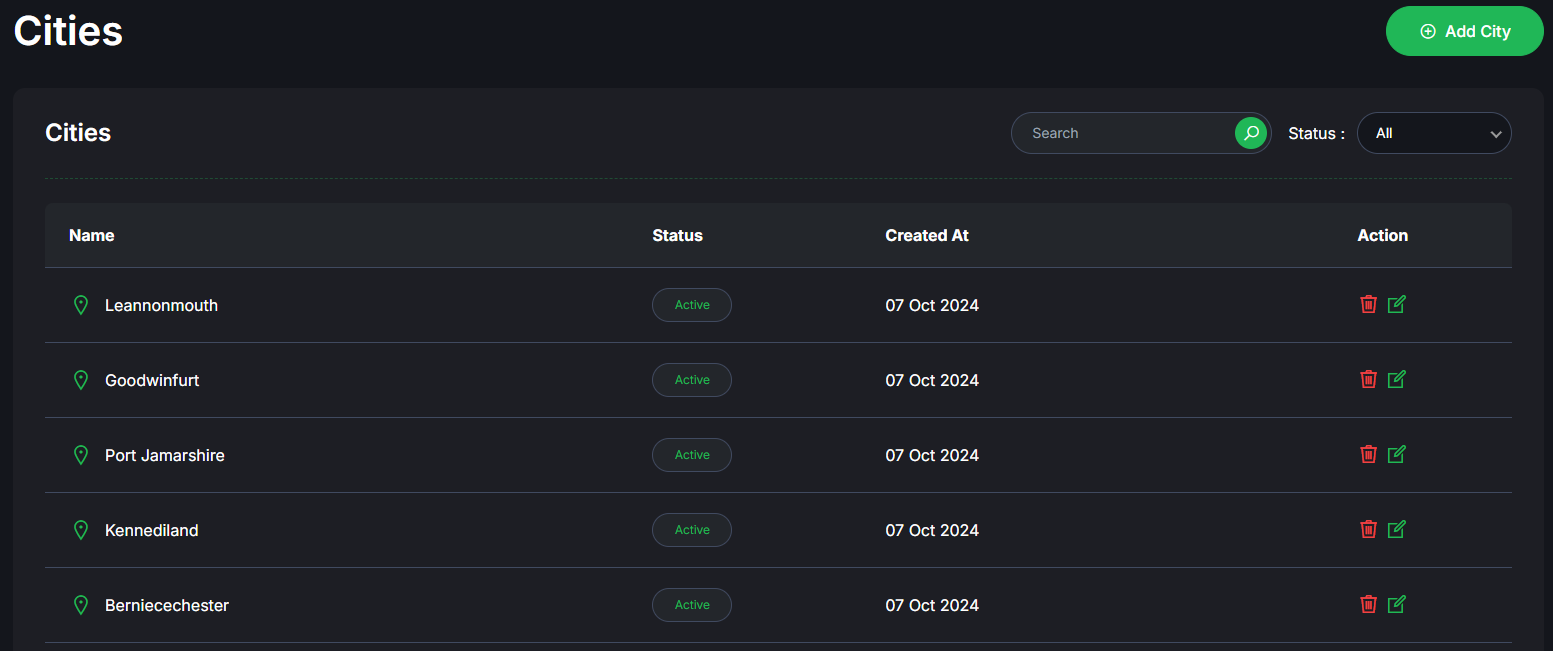 Cities
Add City
Cities
Search
Status :
All
Name Status Created At Action
Leannonmouth Active 07 Oct 2024
Goodwinfurt Active 07 Oct 2024
Port Jamarshire Active 07 Oct 2024
Kennediland Active 07 Oct 2024
Berniecechester Active 07 Oct 2024